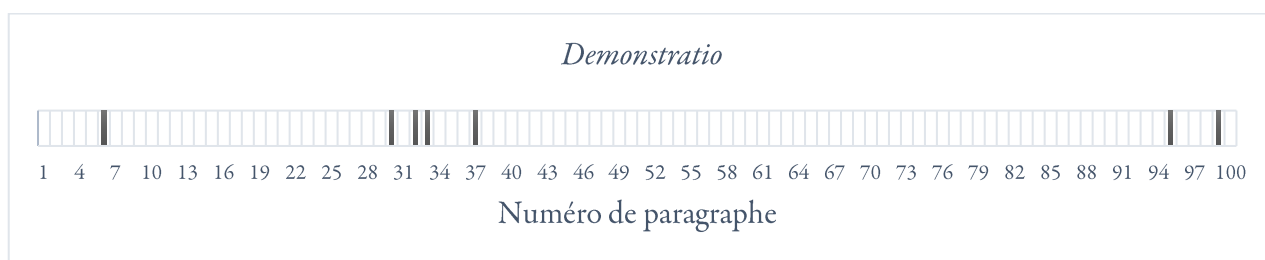 Demonstratio
1 4 7 10 13 16 19 22 25 28 31 34 37 40 43 46 49 52 55 58 61 64 67 70 73 76 79 82 85 88 91 94 97 100
Numéro de paragraphe